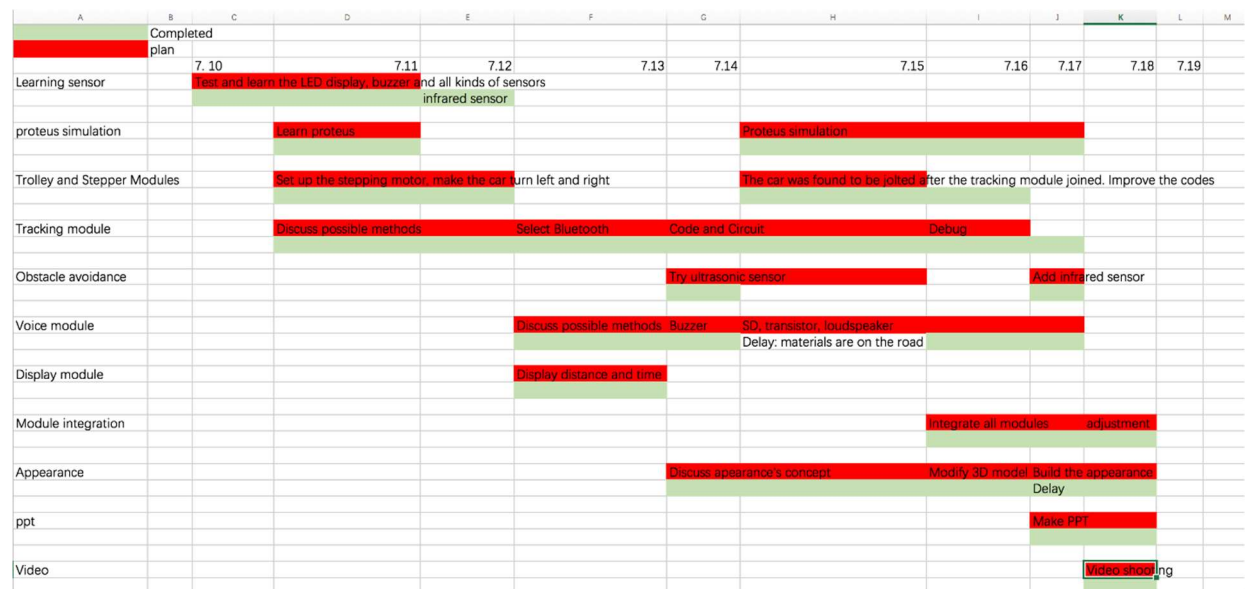 A B C D E F G H I J K L M
Completed
plan
7. 10 7.11 7.12 7.13 7.14 7.15 7.16 7.17 7.18 7.19
Learning sensor Test and learn the LED display, buzzer and all kinds of sensors
infrared sensor
proteus simulation Learn proteus Proteus simulation
Trolley and Stepper Modules Set up the stepping motor, make the car turn left and right The car was found to be jolted after the tracking module joined. Improve the codes
Tracking module Discuss possible methods Select Bluetooth Code and Circuit Debug
Obstacle avoidance Try ultrasonic sensor Add infrared sensor
Voice module Discuss possible methods Buzzer SD, transistor, loudspeaker
Delay: materials are on the road
Display module Display distance and time
Module integration Integrate all modules adjustment
Appearance Discuss apearance's concept Modify 3D model Build the appearance
Delay
ppt Make PPT
Video Video shooting